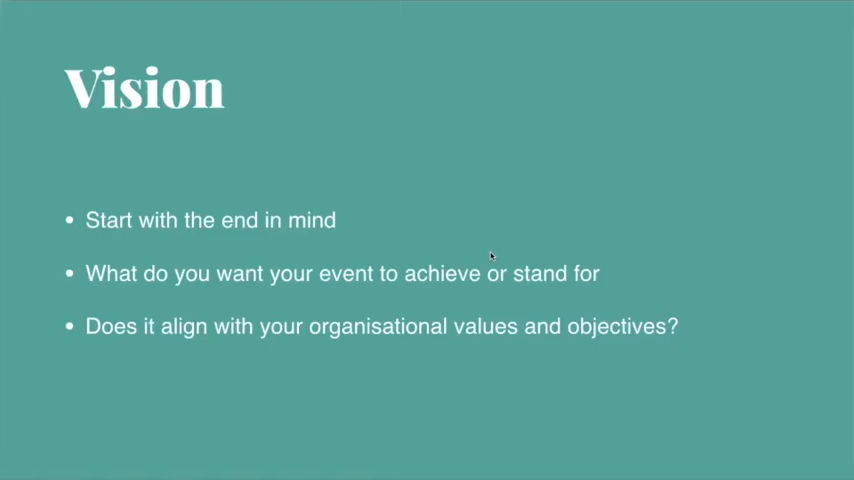 Vision
• Start with the end in mind
• What do you want your event to achieve or stand for
• Does it align with your organisational values and objectives?